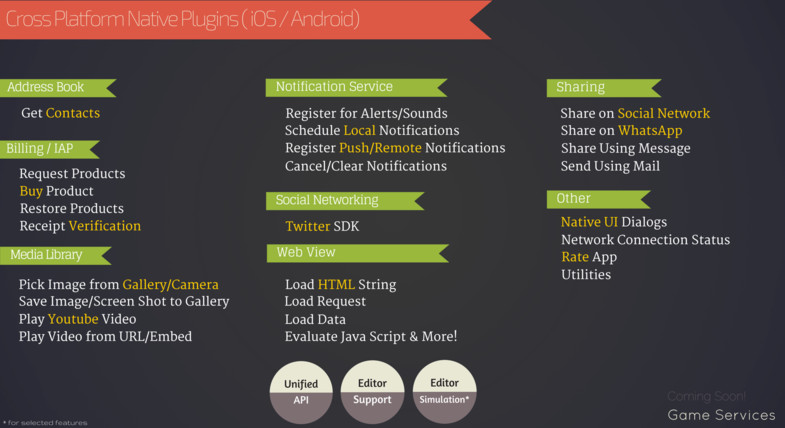 Cross Platform Native Plugins ( iOS / Android)
Address Book
Get Contacts
Billing / IAP
Request Products
Buy Product
Restore Products
Receipt Verification
Media Library
Pick Image from Gallery/Camera
Save Image/Screen Shot to Gallery
Play Youtube Video
Play Video from URL/Embed
Notification Service
Register for Alerts/Sounds
Schedule Local Notifications
Register Push/Remote Notifications
Cancel/Clear Notifications
Social Networking
Twitter SDK
Web View
Load HTML String
Load Request
Load Data
Evaluate Java Script & More!
Sharing
Share on Social Network
Share on WhatsApp
Share Using Message
Send Using Mail
Other
Native UI Dialogs
Network Connection Status
Rate App
Utilities
Unified
API
Editor
Support
Editor
Simulation*
Coming Soon!
Game Services
* for selected features